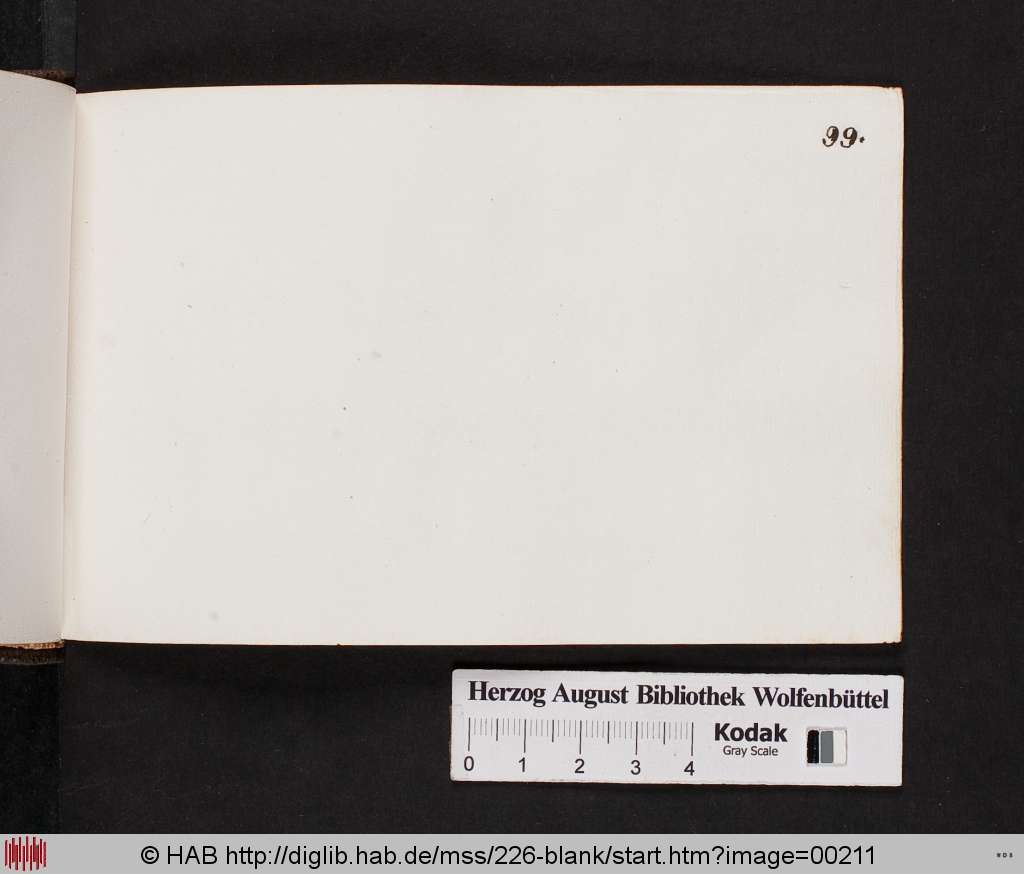 99.
Herzog August Bibliothek Wolfenbüttel
Kodak
Gray Scale
0 1 2 3 4
© HAB http://diglib.hab.de/mss/226-blank/start.htm?image=00211